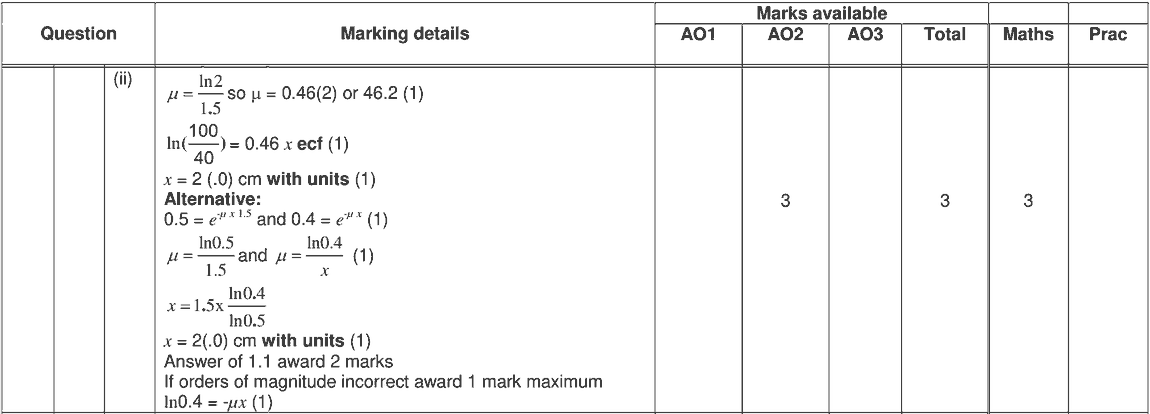 Question Marking details Marks available
AO1 AO2 AO3 Total Maths Prac
(ii) μ = ln2/1.5 so μ = 0.46(2) or 46.2 (1)
ln(100/40) = 0.46 x ecf (1)
x = 2 (.0) cm with units (1)
Alternative: 3 3 3
0.5 = e^-μ x 1.5 and 0.4 = e^-μ x (1)
μ = ln0.5/1.5 and μ = ln0.4/x (1)
x = 1.5x ln0.4/ln0.5
x = 2(.0) cm with units (1)
Answer of 1.1 award 2 marks
If orders of magnitude incorrect award 1 mark maximum
ln0.4 = -μx (1)